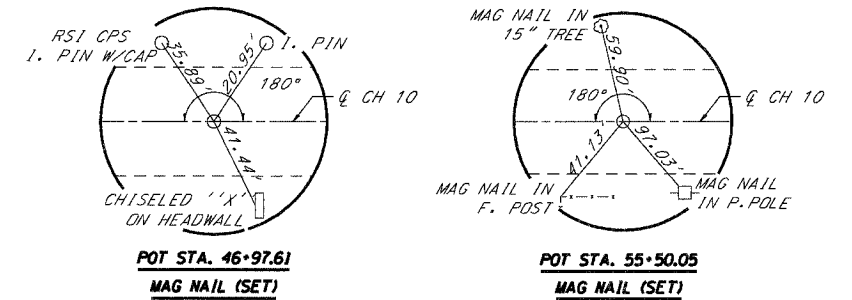 RSI CPS
I. PIN W/CAP
35.89'
20.95'
I. PIN
180°
℄ CH 10
41.44'
CHISELED ''X'
ON HEADWALL
POT STA. 46+97.61
MAG NAIL (SET)
MAG NAIL IN
15" TREE
59.90'
180°
℄ CH 10
41.13'
97.03'
MAG NAIL IN
F. POST
MAG NAIL
IN P.POLE
POT STA. 55+50.05
MAG NAIL (SET)